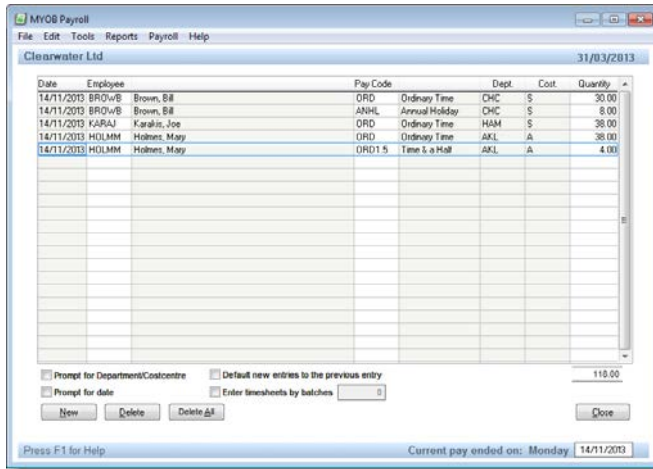 MYOB Payroll
File Edit Tools Reports Payroll Help
Clearwater Ltd 31/03/2013
Date Employee Pay Code Dept. Cost. Quantity
14/11/2013 BROWB Brown, Bill ORD Ordinary Time CHC S 30.00
14/11/2013 BROWB Brown, Bill ANHL Annual Holiday CHC S 8.00
14/11/2013 KARAJ Karakis, Joe ORD Ordinary Time HAM S 38.00
14/11/2013 HOLMM Holmes, Mary ORD Ordinary Time AKL A 38.00
14/11/2013 HOLMM Holmes, Mary ORD1.5 Time & a Half AKL A 4.00
Prompt for Department/Costcentre Default new entries to the previous entry 118.00
Prompt for date Enter timesheets by batches 0
New Delete Delete All Close
Press F1 for Help Current pay ended on: Monday 14/11/2013